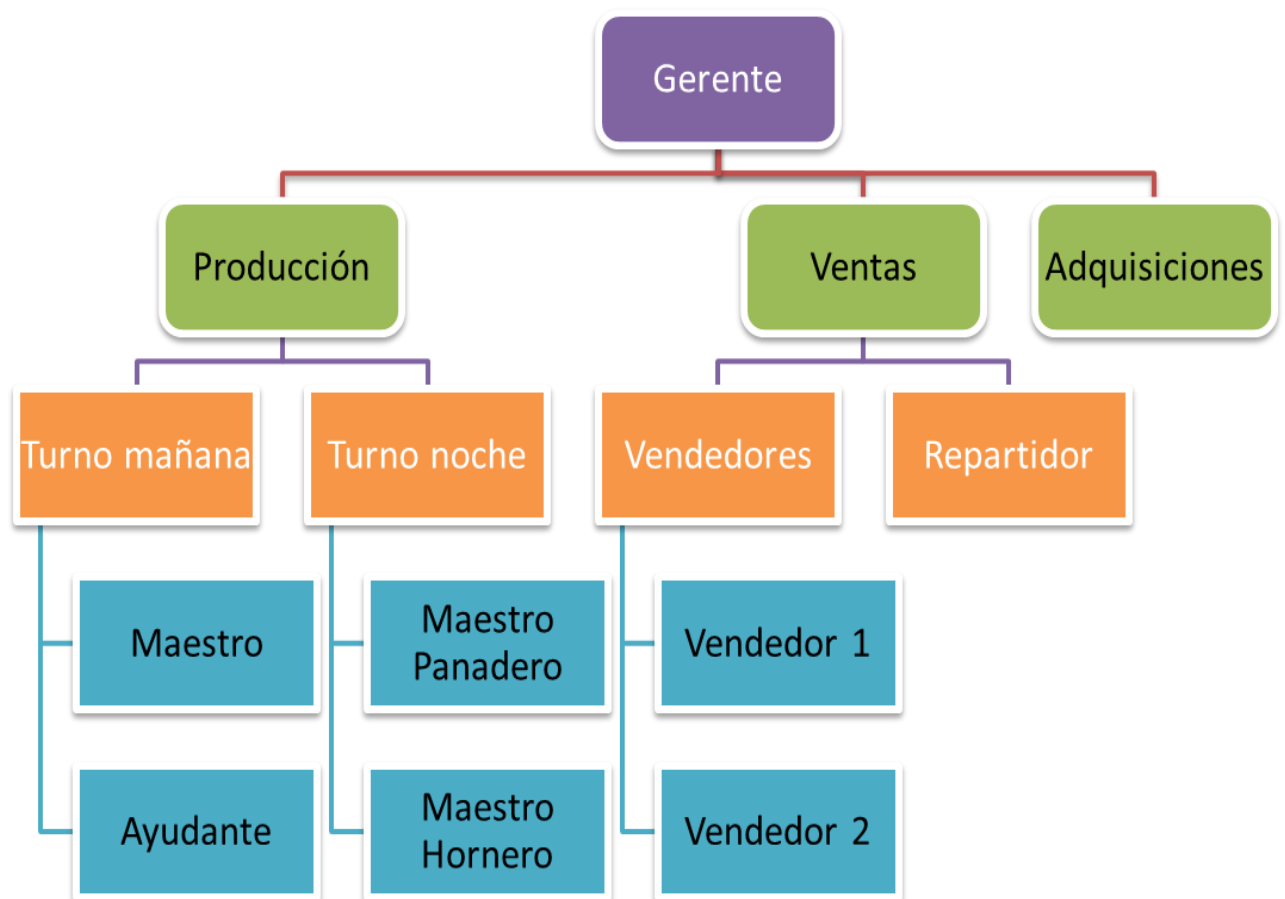 Gerente
Producción
Ventas
Adquisiciones
Turno mañana
Turno noche
Vendedores
Repartidor
Maestro
Maestro
Panadero
Vendedor 1
Ayudante
Maestro
Hornero
Vendedor 2